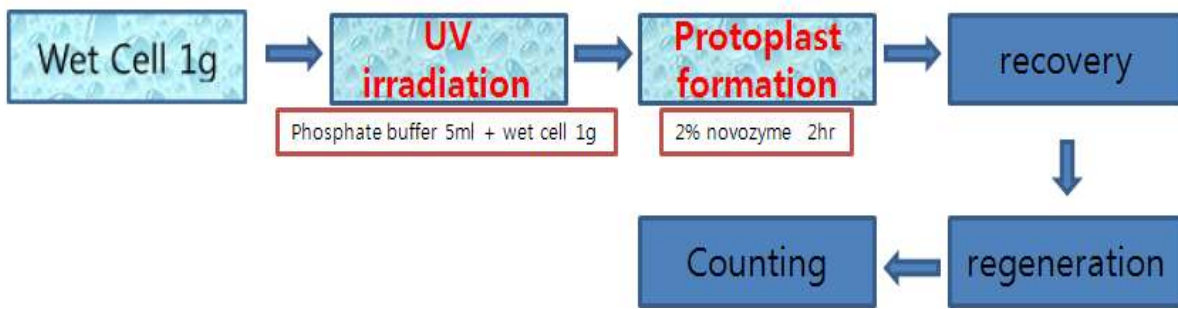 Wet Cell 1g
UV
irradiation
Protoplast
formation
recovery
Phosphate buffer 5ml + wet cell 1g
2% novozyme 2hr
Counting
regeneration